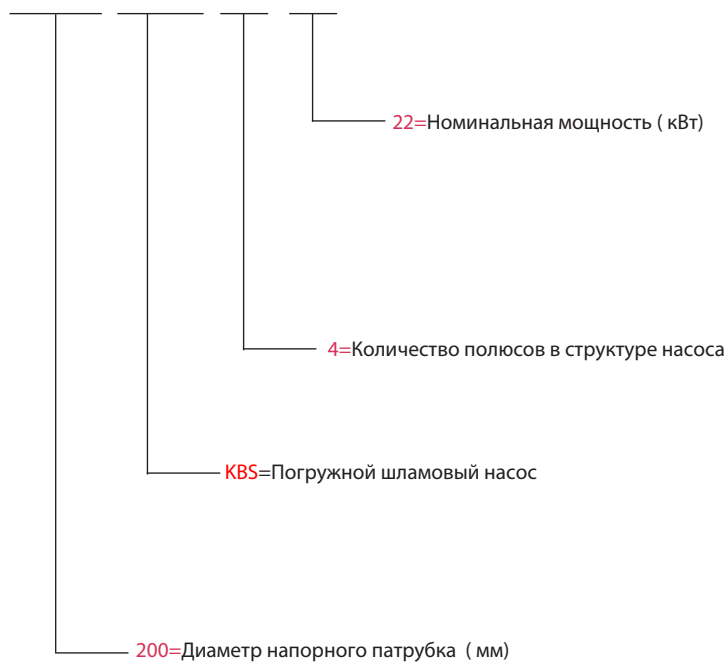 22=Номинальная мощность ( кВт)
4=Количество полюсов в структуре насоса
KBS=Погружной шламовый насос
200=Диаметр напорного патрубка ( мм)